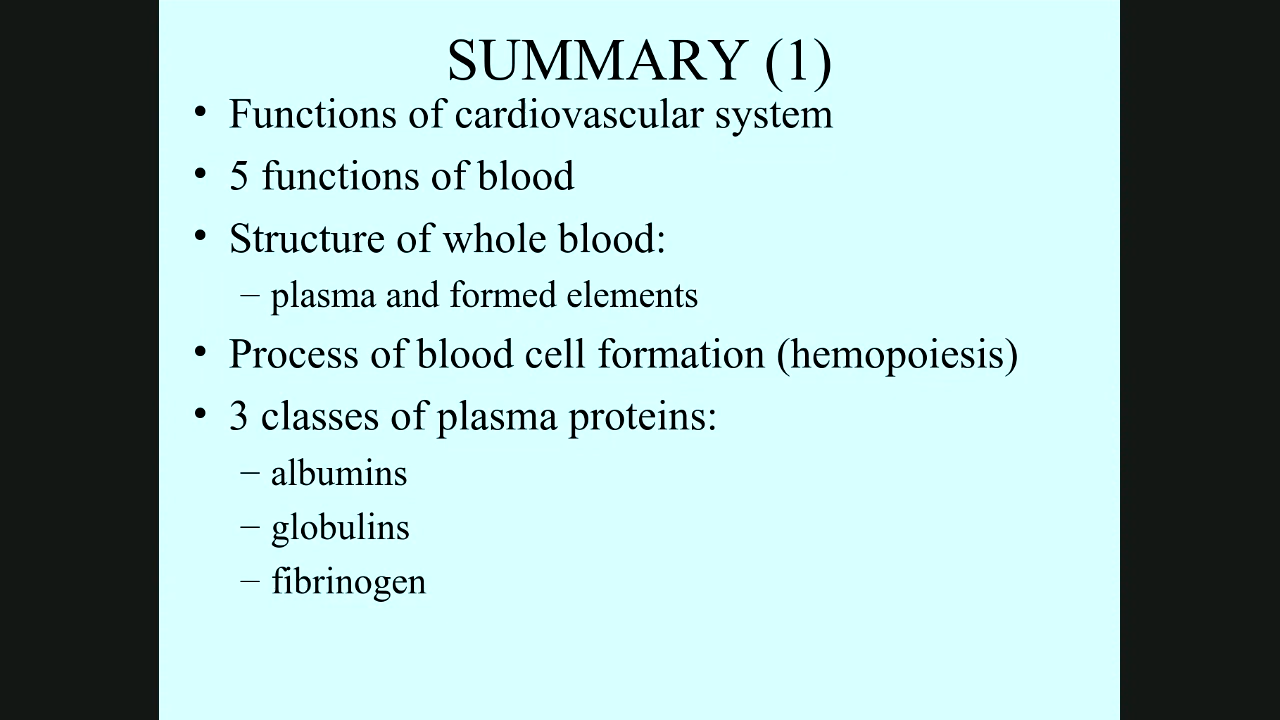 SUMMARY (1)
• Functions of cardiovascular system
• 5 functions of blood
• Structure of whole blood:
– plasma and formed elements
• Process of blood cell formation (hemopoiesis)
• 3 classes of plasma proteins:
– albumins
– globulins
– fibrinogen